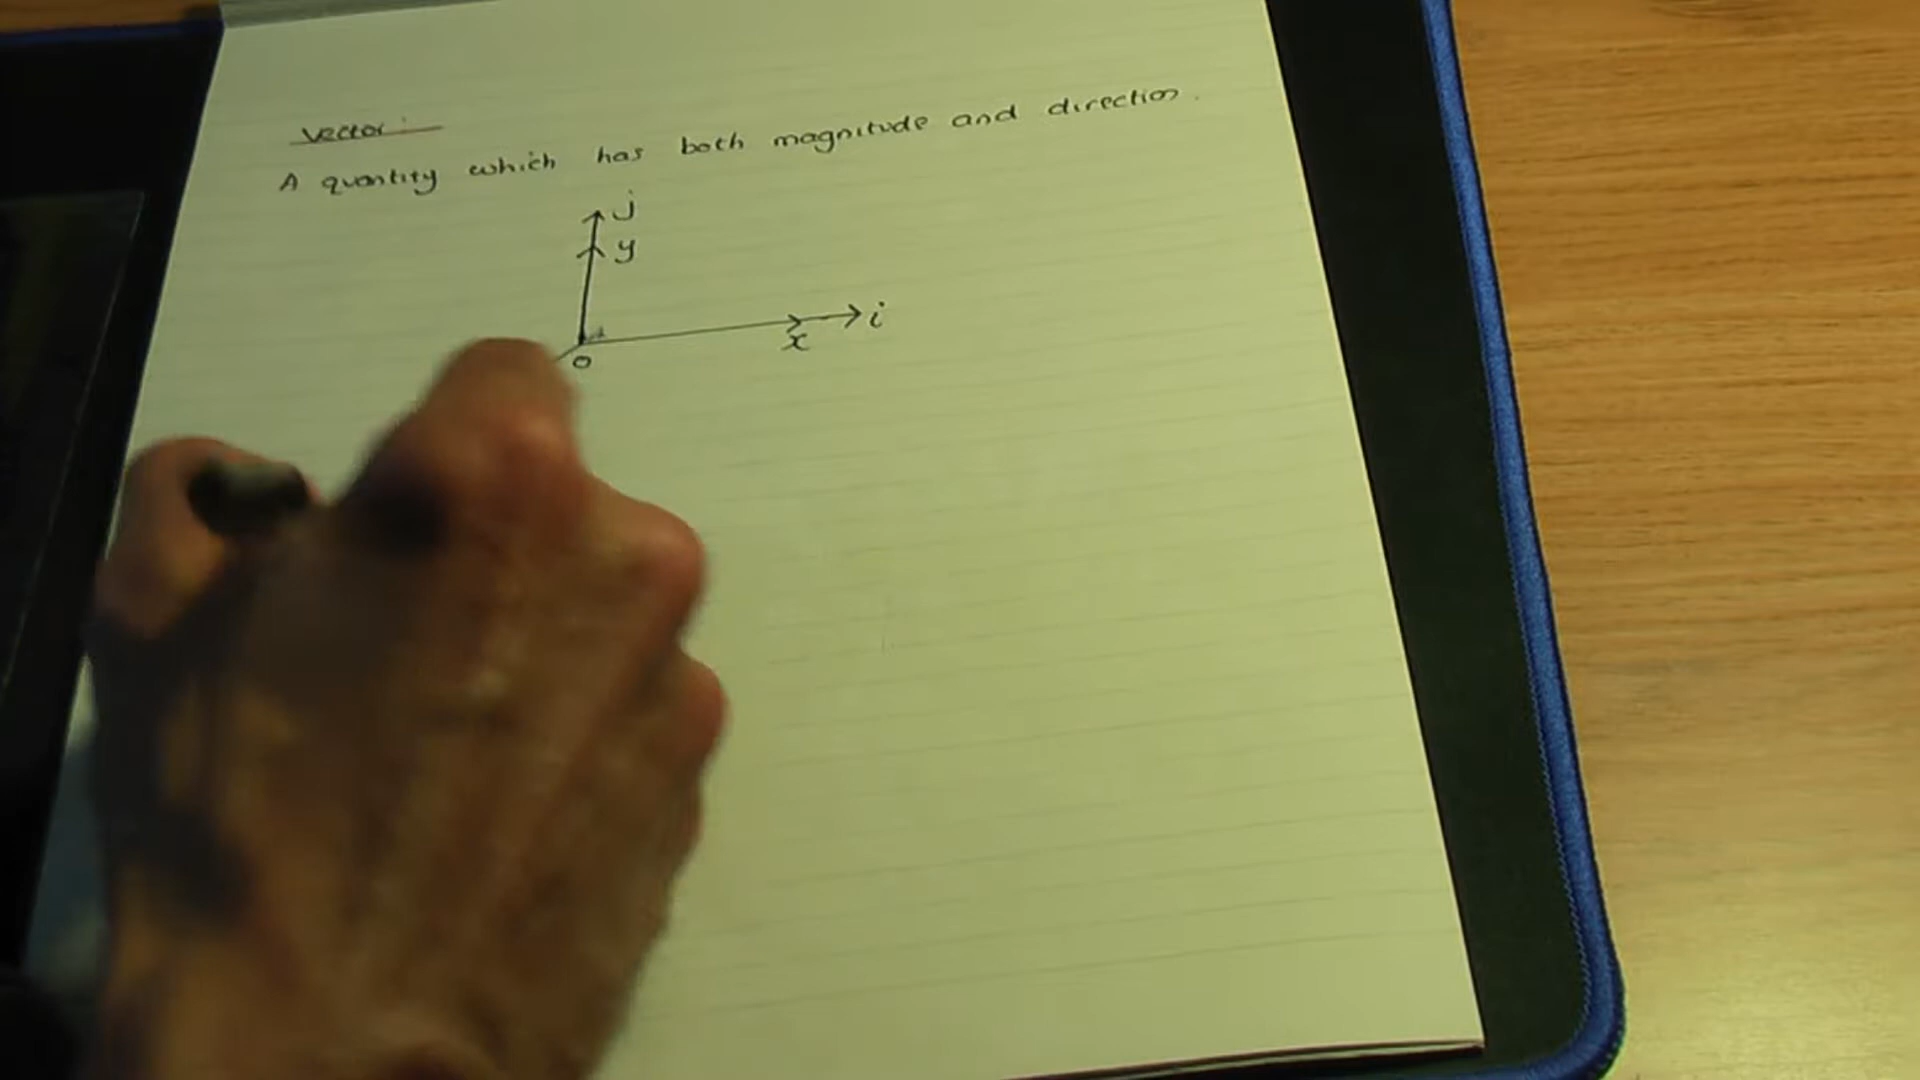 Vector:
A quantity which has both magnitude and direction.
j
y
i
x
o